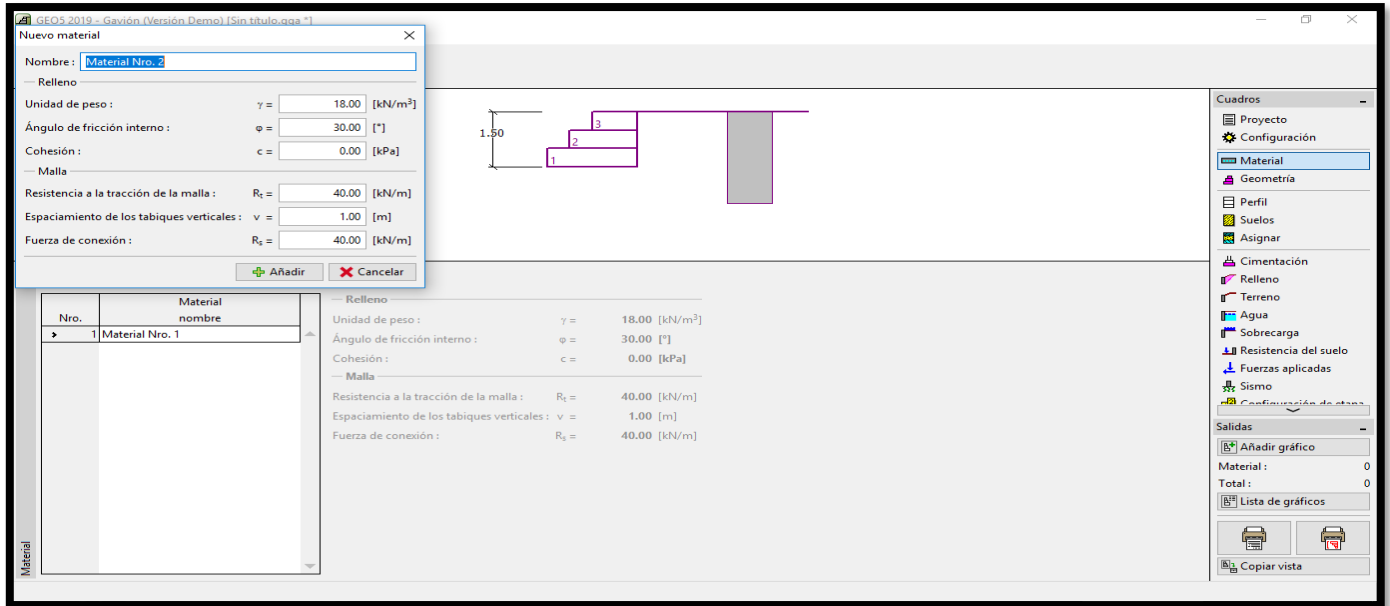 GEO5 2019 - Gavión (Versión Demo) [Sin título.gga *]
Nuevo material
Nombre : Material Nro. 2
Relleno
Unidad de peso : γ = 18.00 [kN/m³]
Ángulo de fricción interno : φ = 30.00 [°]
Cohesión : c = 0.00 [kPa]
Malla
Resistencia a la tracción de la malla : Rt = 40.00 [kN/m]
Espaciamiento de los tabiques verticales : v = 1.00 [m]
Fuerza de conexión : Rs = 40.00 [kN/m]
Añadir Cancelar
1.50
3
2
1
Nro. Material nombre
1 Material Nro. 1
Relleno
Unidad de peso : γ = 18.00 [kN/m³]
Ángulo de fricción interno : φ = 30.00 [°]
Cohesión : c = 0.00 [kPa]
Malla
Resistencia a la tracción de la malla : Rt = 40.00 [kN/m]
Espaciamiento de los tabiques verticales : v = 1.00 [m]
Fuerza de conexión : Rs = 40.00 [kN/m]
Material
Cuadros
Proyecto
Configuración
Material
Geometría
Perfil
Suelos
Asignar
Cimentación
Relleno
Terreno
Agua
Sobrecarga
Resistencia del suelo
Fuerzas aplicadas
Sismo
Configuración de etapa
Salidas
Añadir gráfico
Material : 0
Total : 0
Lista de gráficos
Copiar vista